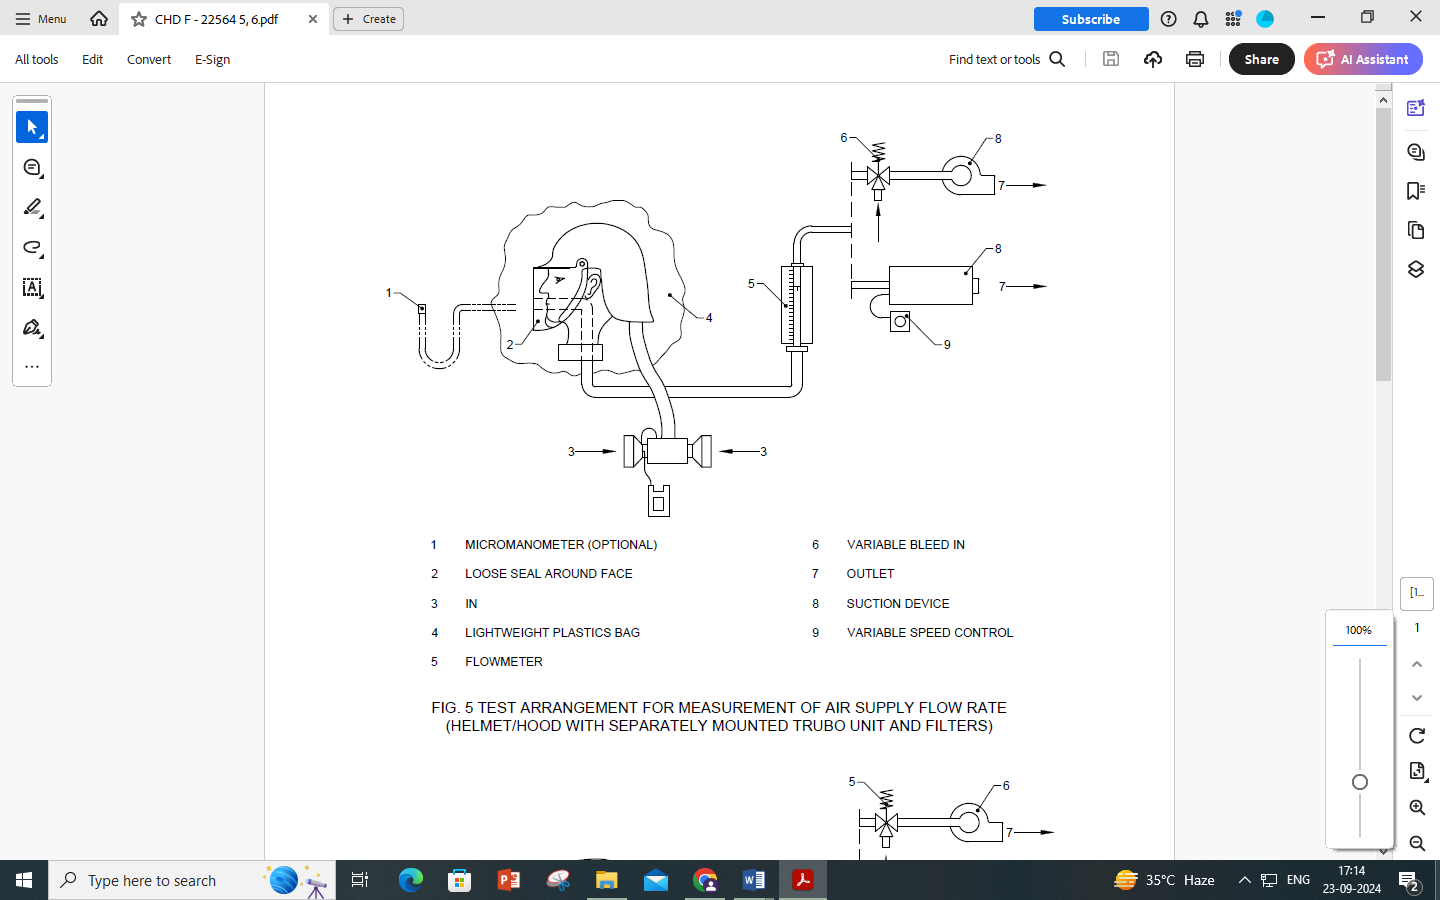 Menu
CHD F - 22564 5, 6.pdf
Create
Subscribe
All tools
Edit
Convert
E-Sign
Find text or tools
Share
AI Assistant
6
8
7
8
5
7
1
4
2
9
3
3
1 MICROMANOMETER (OPTIONAL)
6 VARIABLE BLEED IN
2 LOOSE SEAL AROUND FACE
7 OUTLET
3 IN
8 SUCTION DEVICE
4 LIGHTWEIGHT PLASTICS BAG
9 VARIABLE SPEED CONTROL
5 FLOWMETER
FIG. 5 TEST ARRANGEMENT FOR MEASUREMENT OF AIR SUPPLY FLOW RATE
(HELMET/HOOD WITH SEPARATELY MOUNTED TRUBO UNIT AND FILTERS)
5
6
7
[1...
1
100%
Type here to search
35°C Haze
ENG
17:14
23-09-2024
2